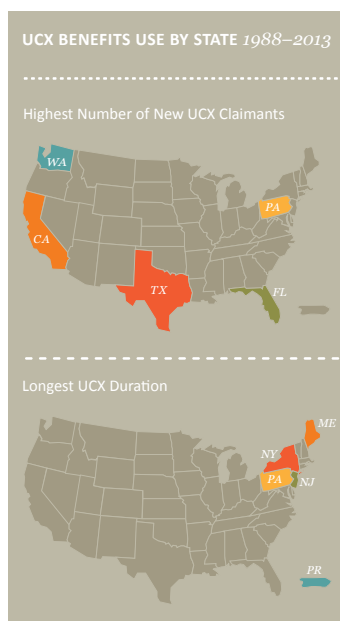 UCX BENEFITS USE BY STATE 1988–2013
Highest Number of New UCX Claimants
WA
PA
CA
TX
FL
Longest UCX Duration
ME
NY
PA
NJ
PR